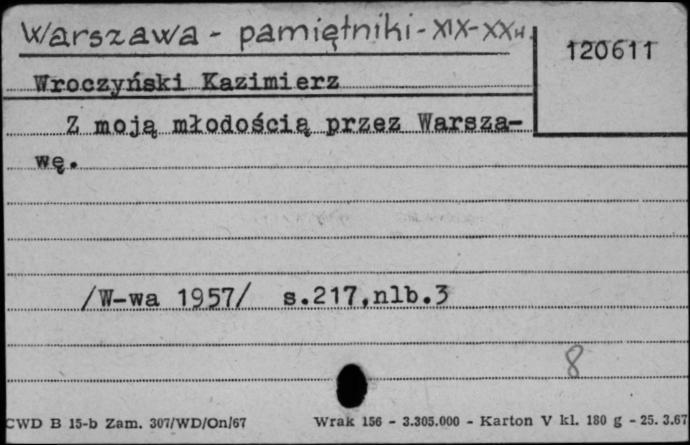 Warszawa - pamiętniki - XIX-XX w.
120611
Wroczyński Kazimierz
Z moją młodością przez Warsza-
wę.
/W-wa 1957/ s.217,nlb.3
8
CWD B 15-b Zam. 307/WD/On/67 Wrak 156 - 3.305.000 - Karton V kl. 180 g - 25. 3.67